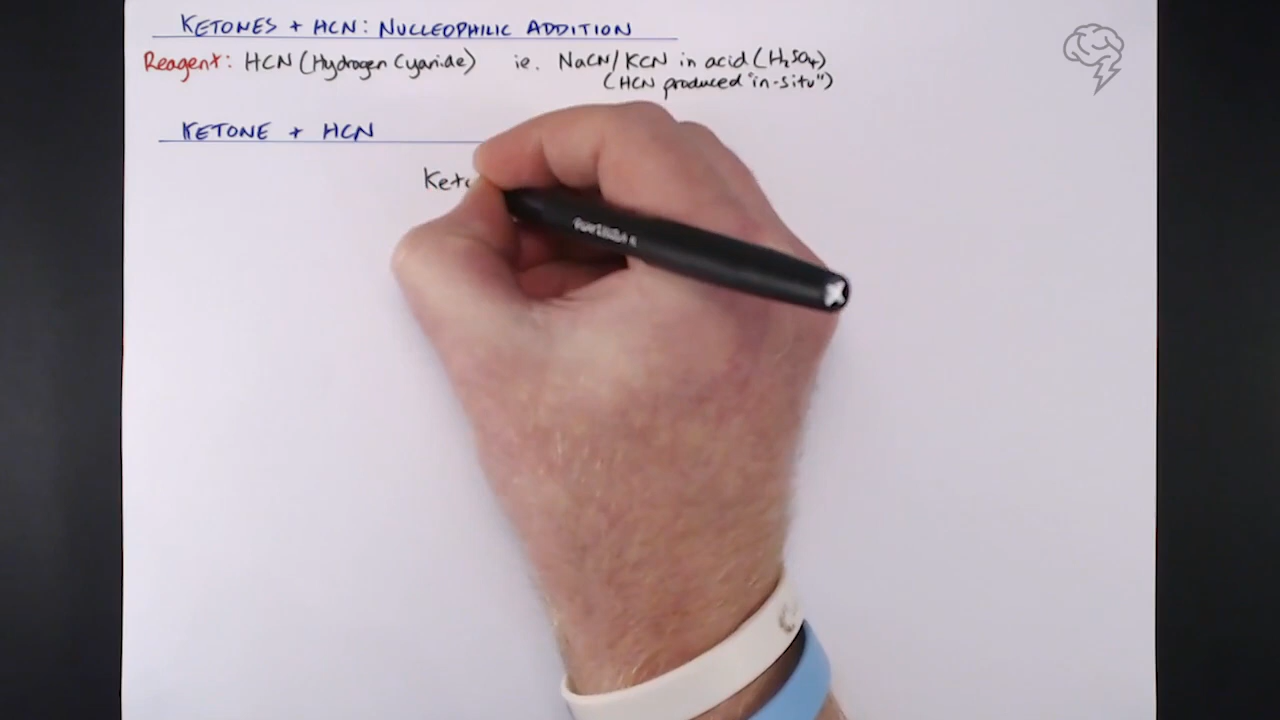 KETONES + HCN: NUCLEOPHILIC ADDITION
Reagent: HCN (Hydrogen Cyanide) ie. NaCN/KCN in acid (H₂SO₄)
(HCN produced "in-situ")
KETONE + HCN
Keto